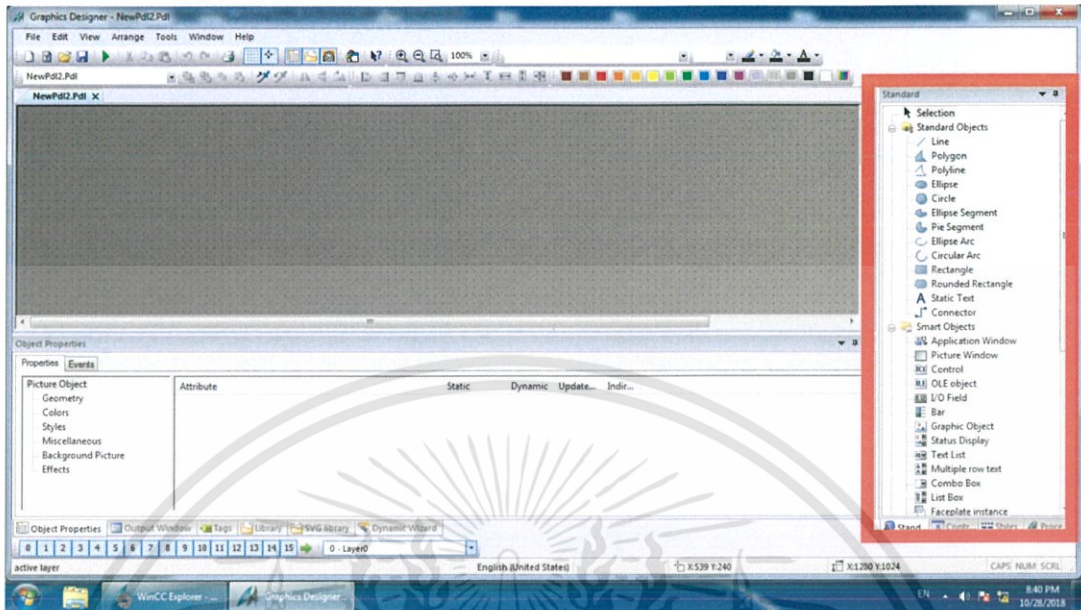 Graphics Designer - NewPdl2.Pdl
File Edit View Arrange Tools Window Help
100%
NewPdl2.Pdl
NewPdl2.Pdl X
Standard
Selection
Standard Objects
Line
Polygon
Polyline
Ellipse
Circle
Ellipse Segment
Pie Segment
Ellipse Arc
Circular Arc
Rectangle
Rounded Rectangle
Static Text
Connector
Smart Objects
Application Window
Picture Window
Control
OLE object
I/O Field
Bar
Graphic Object
Status Display
Text List
Multiple row text
Combo Box
List Box
Faceplate instance
Stand... Contr... Styles Proce
Object Properties
Properties Events
Picture Object
Geometry
Colors
Styles
Miscellaneous
Background Picture
Effects
Attribute Static Dynamic Update... Indir...
Object Properties Output Window Tags Library SVG library Dynamic Wizard
0 1 2 3 4 5 6 7 8 9 10 11 12 13 14 15 0 - Layer0
active layer English (United States) X:539 Y:240 X:1280 Y:1024 CAPS NUM SCRL
WinCC Explorer - ... Graphics Designer... EN 8:40 PM
10/28/2018